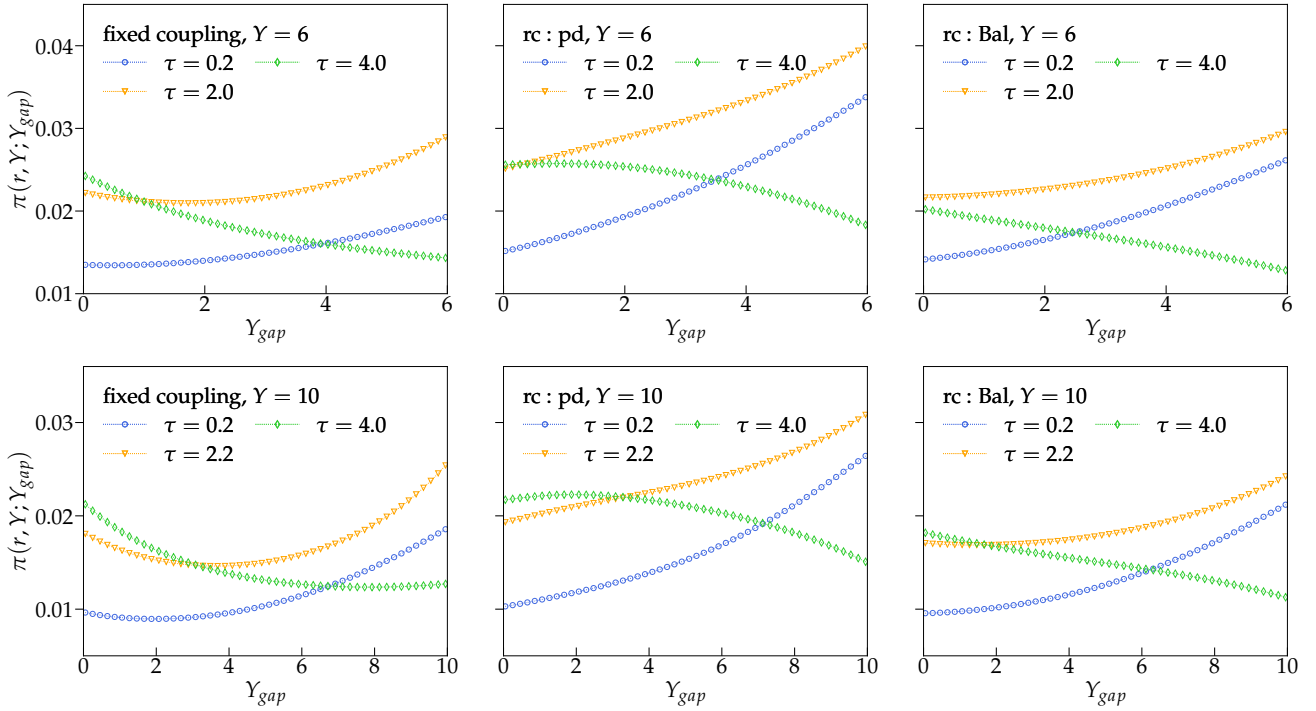 fixed coupling, Y = 6
τ = 0.2 τ = 4.0
τ = 2.0
0.04
0.03
0.02
0.01
π(r, Y; Y_gap)
0 2 4 6
Y_gap
rc : pd, Y = 6
τ = 0.2 τ = 4.0
τ = 2.0
0 2 4 6
Y_gap
rc : Bal, Y = 6
τ = 0.2 τ = 4.0
τ = 2.0
0 2 4 6
Y_gap
fixed coupling, Y = 10
τ = 0.2 τ = 4.0
τ = 2.2
0.03
0.02
0.01
π(r, Y; Y_gap)
0 2 4 6 8 10
Y_gap
rc : pd, Y = 10
τ = 0.2 τ = 4.0
τ = 2.2
0 2 4 6 8 10
Y_gap
rc : Bal, Y = 10
τ = 0.2 τ = 4.0
τ = 2.2
0 2 4 6 8 10
Y_gap